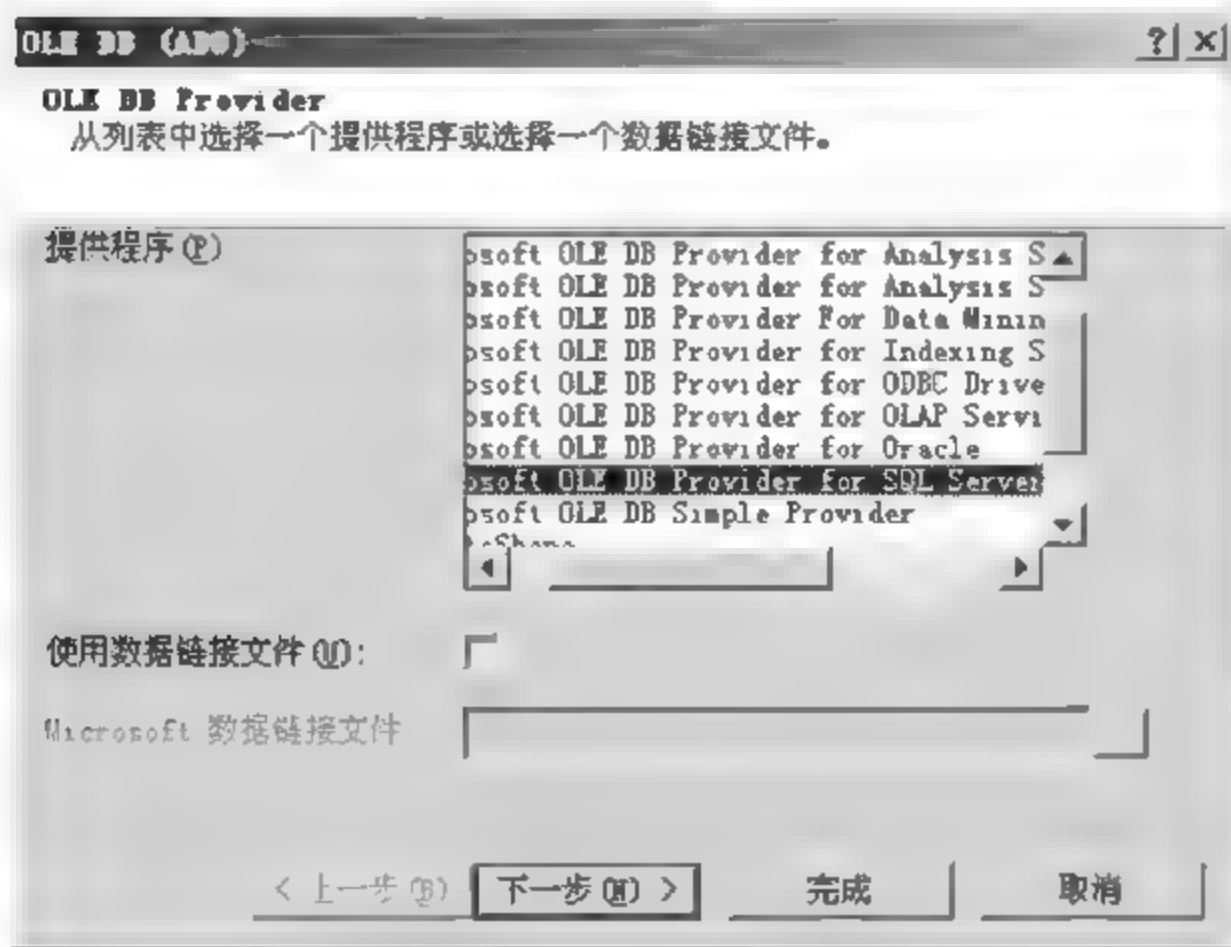 OLE DB (ADO)
? ×
OLE DB Provider
从列表中选择一个提供程序或选择一个数据链接文件。
提供程序(P)
osoft OLE DB Provider for Analysis S
osoft OLE DB Provider for Analysis S
osoft OLE DB Provider For Data Minin
osoft OLE DB Provider for Indexing S
osoft OLE DB Provider for ODBC Drive
osoft OLE DB Provider for OLAP Servi
osoft OLE DB Provider for Oracle
osoft OLE DB Provider for SQL Server
osoft OLE DB Simple Provider
使用数据链接文件(U):
Microsoft 数据链接文件
< 上一步(B) 下一步(N) > 完成 取消